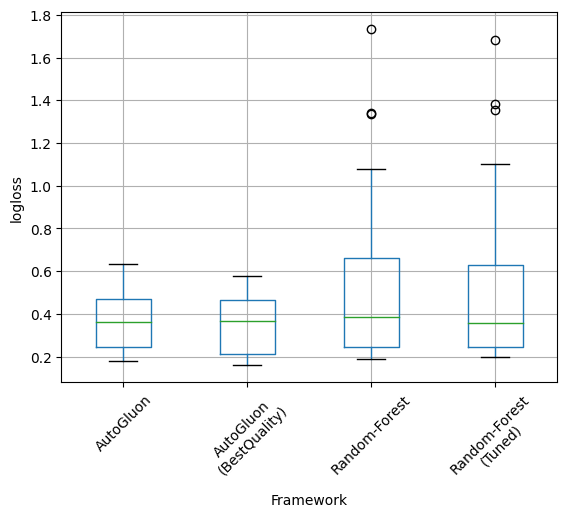 1.8
1.6
1.4
1.2
1.0
0.8
0.6
0.4
0.2
logloss
AutoGluon
AutoGluon
(BestQuality)
Random-Forest
Random-Forest
(Tuned)
Framework